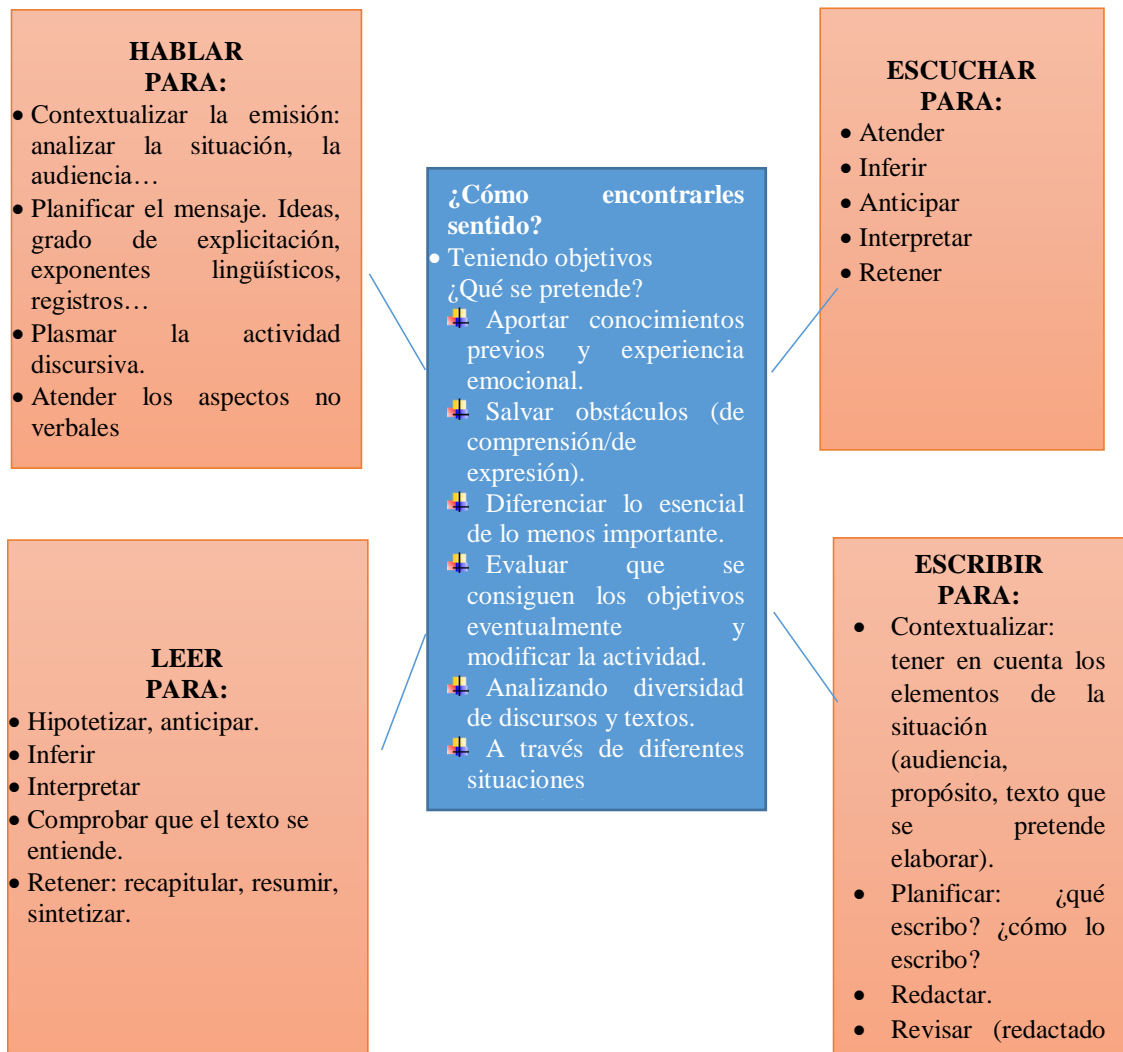 HABLAR
PARA:
• Contextualizar la emisión:
analizar la situación, la
audiencia…
• Planificar el mensaje. Ideas,
grado de explicitación,
exponentes lingüísticos,
registros…
• Plasmar la actividad
discursiva.
• Atender los aspectos no
verbales
ESCUCHAR
PARA:
• Atender
• Inferir
• Anticipar
• Interpretar
• Retener
¿Cómo encontrarles
sentido?
• Teniendo objetivos
¿Qué se pretende?
Aportar conocimientos
previos y experiencia
emocional.
Salvar obstáculos (de
comprensión/de
expresión).
Diferenciar lo esencial
de lo menos importante.
Evaluar que se
consiguen los objetivos
eventualmente y
modificar la actividad.
Analizando diversidad
de discursos y textos.
A través de diferentes
situaciones
LEER
PARA:
• Hipotetizar, anticipar.
• Inferir
• Interpretar
• Comprobar que el texto se
entiende.
• Retener: recapitular, resumir,
sintetizar.
ESCRIBIR
PARA:
• Contextualizar:
tener en cuenta los
elementos de la
situación
(audiencia,
propósito, texto que
se pretende
elaborar).
• Planificar: ¿qué
escribo? ¿cómo lo
escribo?
• Redactar.
• Revisar (redactado